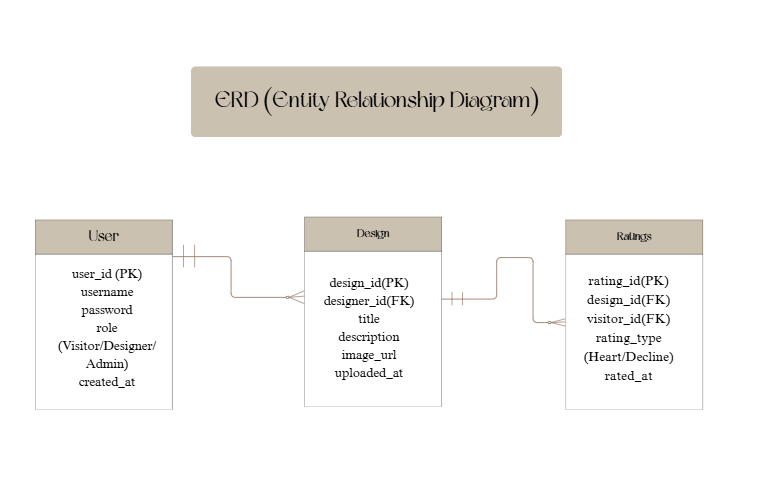 ERD (Entity Relationship Diagram)
User
user_id (PK)
username
password
role
(Visitor/Designer/
Admin)
created_at
Design
design_id(PK)
designer_id(FK)
title
description
image_url
uploaded_at
Ratings
rating_id(PK)
design_id(FK)
visitor_id(FK)
rating_type
(Heart/Decline)
rated_at